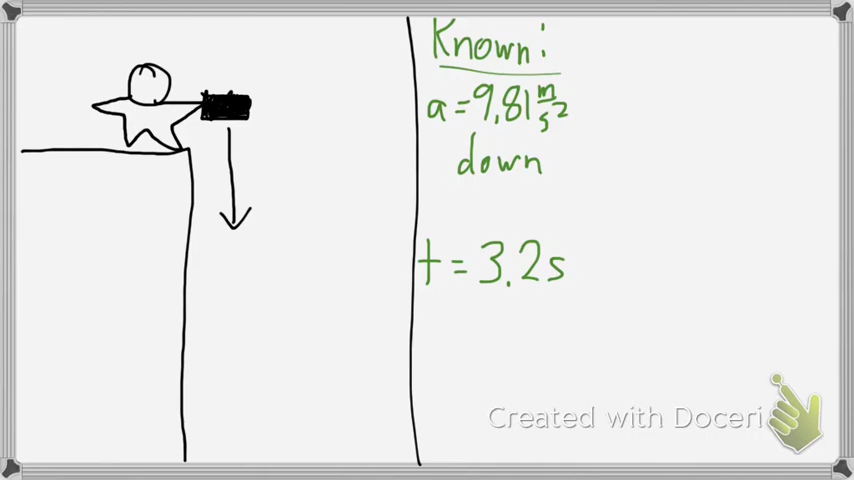 Known:
a = 9.81 m/s2
down
t = 3.2s
Created with Doceri